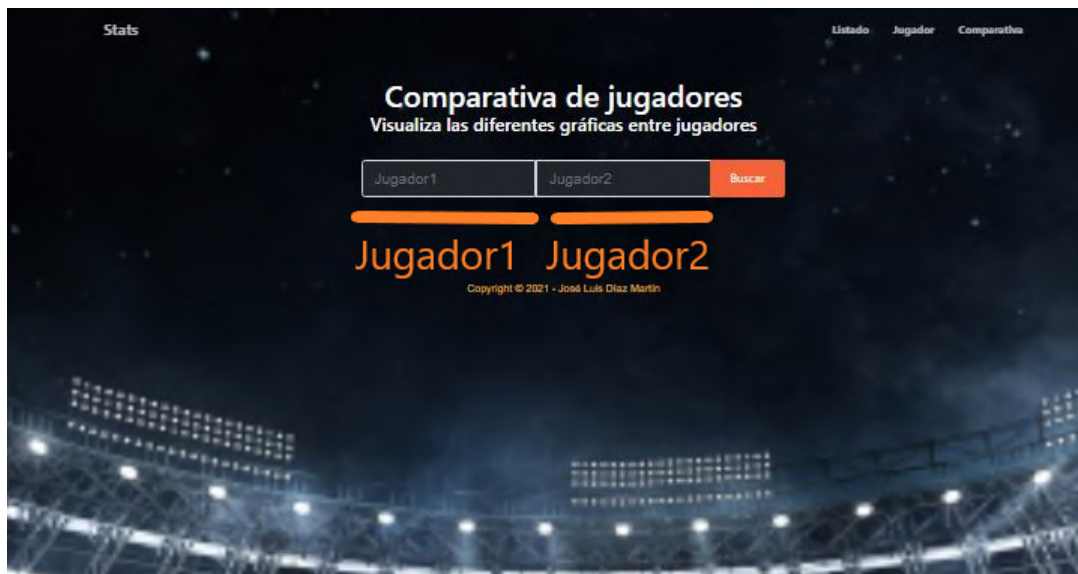 Stats
Listado Jugador Comparativa
Comparativa de jugadores
Visualiza las diferentes gráficas entre jugadores
Jugador1 Jugador2 Buscar
Jugador1 Jugador2
Copyright © 2021 - José Luis Díaz Martín